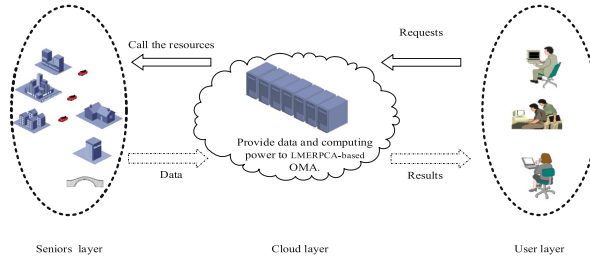 Requests
Call the resources
Provide data and computing
power to LMERPCA-based
OMA.
Data
Results
Seniors layer
Cloud layer
User layer